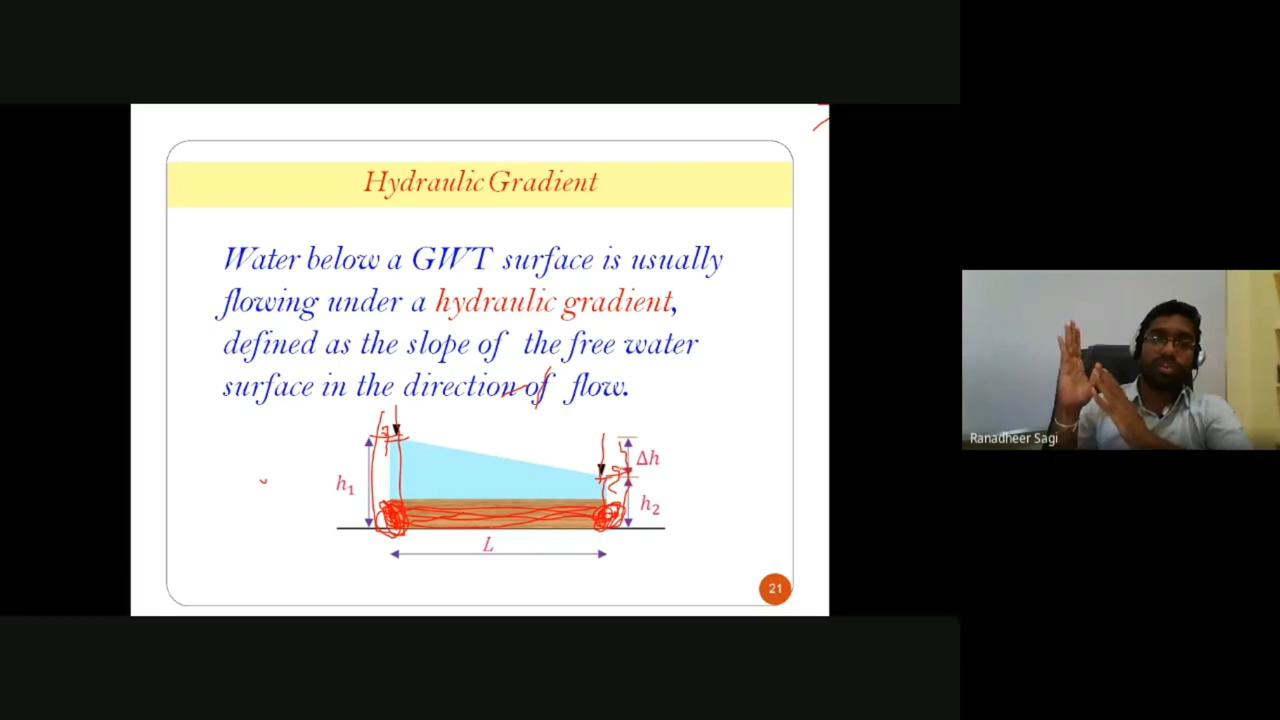 Hydraulic Gradient
Water below a GWT surface is usually
flowing under a hydraulic gradient,
defined as the slope of the free water
surface in the direction of flow.
h1
Δh
h2
L
21
Ranadheer Sagi